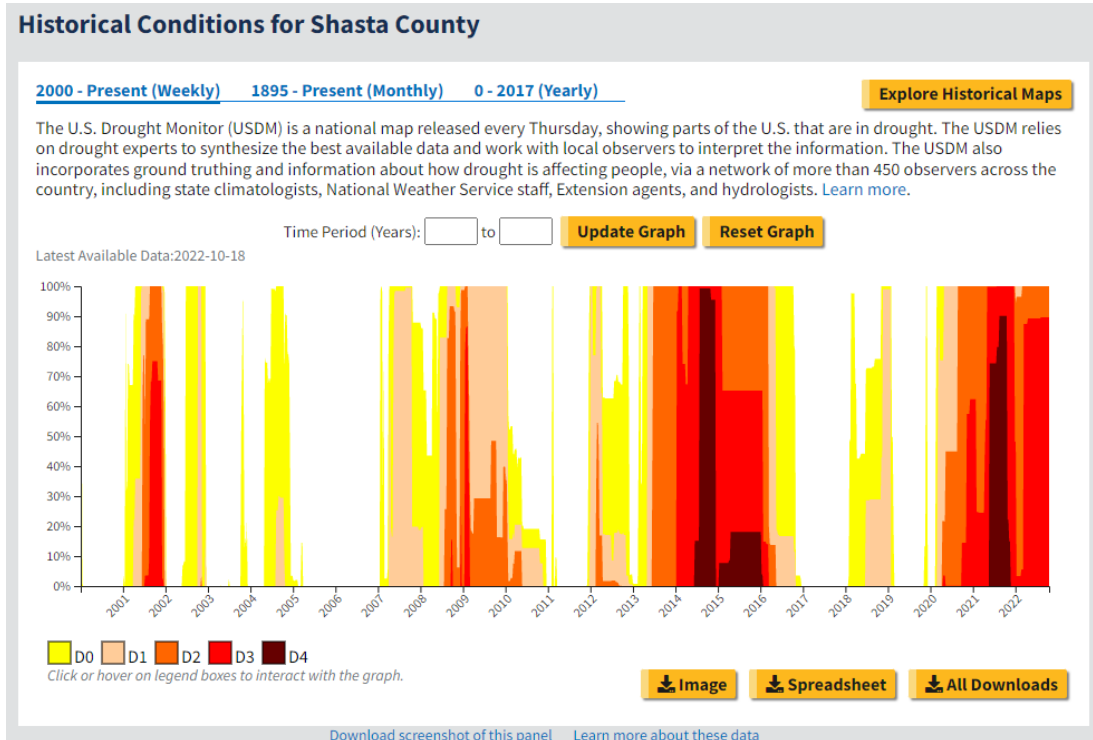 Historical Conditions for Shasta County
2000 - Present (Weekly) 1895 - Present (Monthly) 0 - 2017 (Yearly) Explore Historical Maps
The U.S. Drought Monitor (USDM) is a national map released every Thursday, showing parts of the U.S. that are in drought. The USDM relies
on drought experts to synthesize the best available data and work with local observers to interpret the information. The USDM also
incorporates ground truthing and information about how drought is affecting people, via a network of more than 450 observers across the
country, including state climatologists, National Weather Service staff, Extension agents, and hydrologists. Learn more.
Time Period (Years): to Update Graph Reset Graph
Latest Available Data:2022-10-18
100%
90%
80%
70%
60%
50%
40%
30%
20%
10%
0%
2001 2002 2003 2004 2005 2006 2007 2008 2009 2010 2011 2012 2013 2014 2015 2016 2017 2018 2019 2020 2021 2022
D0 D1 D2 D3 D4
Click or hover on legend boxes to interact with the graph.
Image Spreadsheet All Downloads
Download screenshot of this panel Learn more about these data